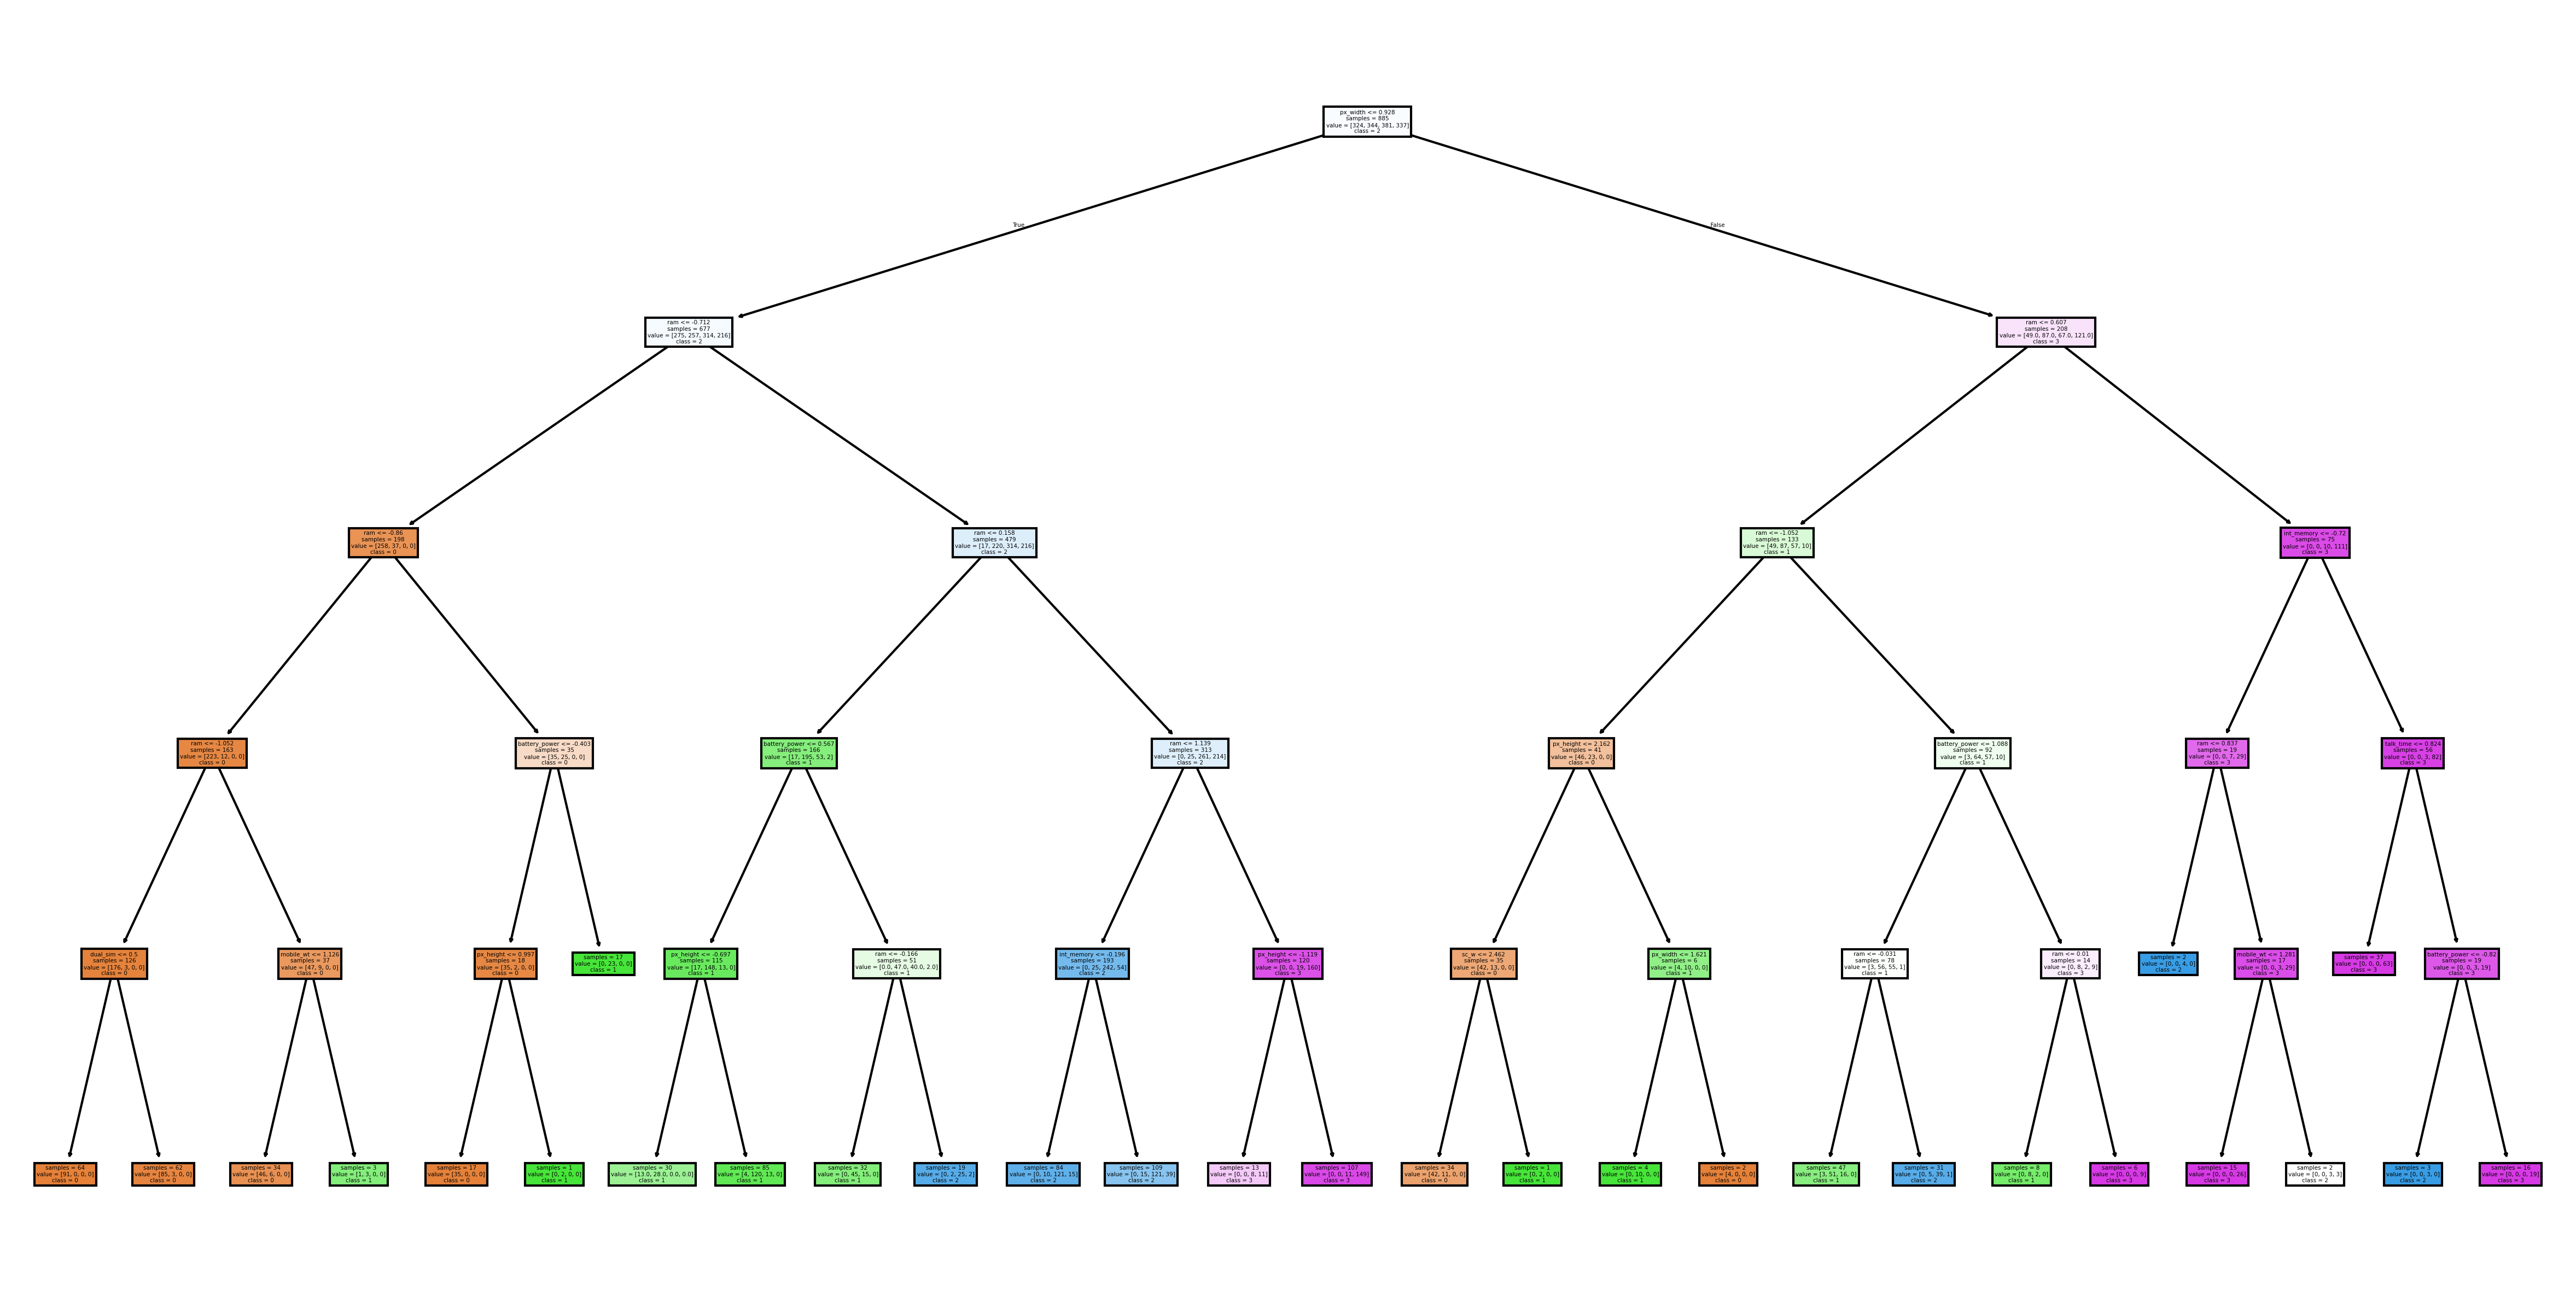 px_width <= 0.928
samples = 885
value = [324, 344, 381, 337]
class = 2
True
False
ram <= -0.712
samples = 677
value = [275, 257, 314, 216]
class = 2
ram <= 0.607
samples = 208
value = [49.0, 87.0, 67.0, 121.0]
class = 3
ram <= -0.86
samples = 198
value = [258, 37, 0, 0]
class = 0
ram <= 0.158
samples = 479
value = [17, 220, 314, 216]
class = 2
ram <= -1.052
samples = 133
value = [49, 87, 57, 10]
class = 1
int_memory <= -0.72
samples = 75
value = [0, 0, 10, 111]
class = 3
ram <= -1.052
samples = 163
value = [223, 12, 0, 0]
class = 0
battery_power <= -0.403
samples = 35
value = [35, 25, 0, 0]
class = 0
battery_power <= 0.567
samples = 166
value = [17, 195, 53, 2]
class = 1
ram <= 1.139
samples = 313
value = [0, 25, 261, 214]
class = 2
px_height <= 2.162
samples = 41
value = [46, 23, 0, 0]
class = 0
battery_power <= 1.088
samples = 92
value = [3, 64, 57, 10]
class = 1
ram <= 0.837
samples = 19
value = [0, 0, 7, 29]
class = 3
talk_time <= 0.824
samples = 56
value = [0, 0, 3, 82]
class = 3
dual_sim <= 0.5
samples = 126
value = [176, 3, 0, 0]
class = 0
mobile_wt <= 1.126
samples = 37
value = [47, 9, 0, 0]
class = 0
px_height <= 0.997
samples = 18
value = [35, 2, 0, 0]
class = 0
samples = 17
value = [0, 23, 0, 0]
class = 1
px_height <= -0.697
samples = 115
value = [17, 148, 13, 0]
class = 1
ram <= -0.166
samples = 51
value = [0.0, 47.0, 40.0, 2.0]
class = 1
int_memory <= -0.196
samples = 193
value = [0, 25, 242, 54]
class = 2
px_height <= -1.119
samples = 120
value = [0, 0, 19, 160]
class = 3
sc_w <= 2.462
samples = 35
value = [42, 13, 0, 0]
class = 0
px_width <= 1.621
samples = 6
value = [4, 10, 0, 0]
class = 1
ram <= -0.031
samples = 78
value = [3, 56, 55, 1]
class = 1
ram <= 0.01
samples = 14
value = [0, 8, 2, 9]
class = 3
samples = 2
value = [0, 0, 4, 0]
class = 2
mobile_wt <= 1.281
samples = 17
value = [0, 0, 3, 29]
class = 3
samples = 37
value = [0, 0, 0, 63]
class = 3
battery_power <= -0.82
samples = 19
value = [0, 0, 3, 19]
class = 3
samples = 64
value = [91, 0, 0, 0]
class = 0
samples = 62
value = [85, 3, 0, 0]
class = 0
samples = 34
value = [46, 6, 0, 0]
class = 0
samples = 3
value = [1, 3, 0, 0]
class = 1
samples = 17
value = [35, 0, 0, 0]
class = 0
samples = 1
value = [0, 2, 0, 0]
class = 1
samples = 30
value = [13.0, 28.0, 0.0, 0.0]
class = 1
samples = 85
value = [4, 120, 13, 0]
class = 1
samples = 32
value = [0, 45, 15, 0]
class = 1
samples = 19
value = [0, 2, 25, 2]
class = 2
samples = 84
value = [0, 10, 121, 15]
class = 2
samples = 109
value = [0, 15, 121, 39]
class = 2
samples = 13
value = [0, 0, 8, 11]
class = 3
samples = 107
value = [0, 0, 11, 149]
class = 3
samples = 34
value = [42, 11, 0, 0]
class = 0
samples = 1
value = [0, 2, 0, 0]
class = 1
samples = 4
value = [0, 10, 0, 0]
class = 1
samples = 2
value = [4, 0, 0, 0]
class = 0
samples = 47
value = [3, 51, 16, 0]
class = 1
samples = 31
value = [0, 5, 39, 1]
class = 2
samples = 8
value = [0, 8, 2, 0]
class = 1
samples = 6
value = [0, 0, 0, 9]
class = 3
samples = 15
value = [0, 0, 0, 26]
class = 3
samples = 2
value = [0, 0, 3, 3]
class = 2
samples = 3
value = [0, 0, 3, 0]
class = 2
samples = 16
value = [0, 0, 0, 19]
class = 3